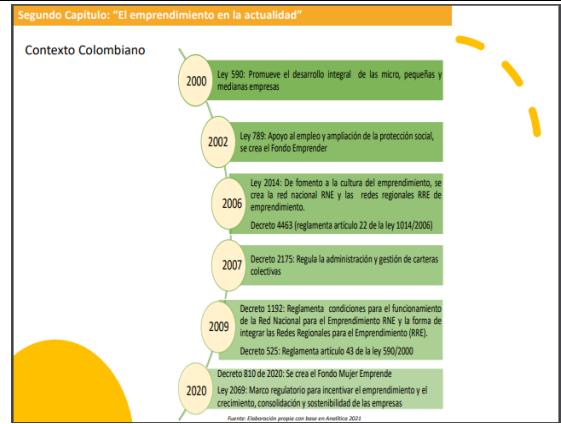 Segundo Capítulo: “El emprendimiento en la actualidad”
Contexto Colombiano
2000
Ley 590: Promueve el desarrollo integral de las micro, pequeñas y
medianas empresas
2002
Ley 789: Apoyo al empleo y ampliación de la protección social,
se crea el Fondo Emprender
2006
Ley 2014: De fomento a la cultura del emprendimiento, se
crea la red nacional RNE y las redes regionales RRE de
emprendimiento.
Decreto 4463 (reglamenta artículo 22 de la ley 1014/2006)
2007
Decreto 2175: Regula la administración y gestión de carteras
colectivas
2009
Decreto 1192: Reglamenta condiciones para el funcionamiento
de la Red Nacional para el Emprendimiento RNE y la forma de
integrar las Redes Regionales para el Emprendimiento (RRE).
Decreto 525: Reglamenta artículo 43 de la ley 590/2000
2020
Decreto 810 de 2020: Se crea el Fondo Mujer Emprende
Ley 2069: Marco regulatorio para incentivar el emprendimiento y el
crecimiento, consolidación y sostenibilidad de las empresas
Fuente: Elaboración propia con base en Analítica 2021